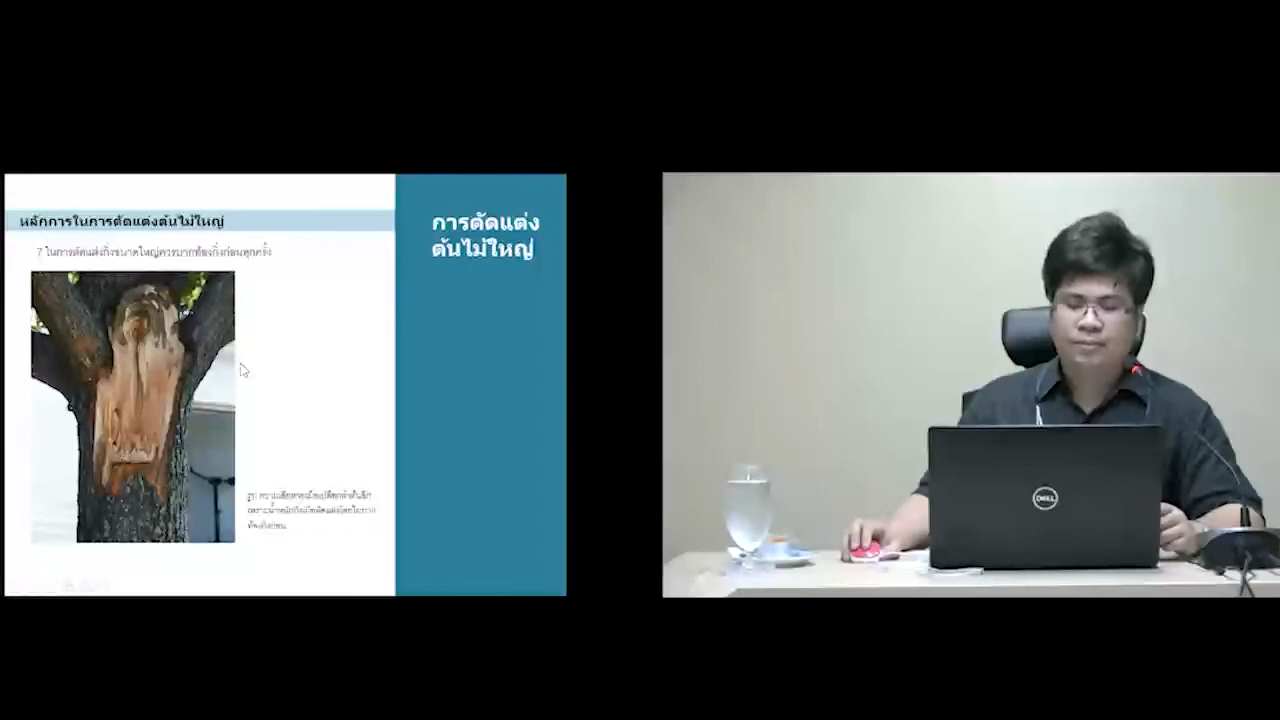 หลักการในการตัดแต่งต้นไม้ใหญ่
7 ในการตัดแต่งกิ่งขนาดใหญ่ควรบากท้องกิ่งก่อนทุกครั้ง
การตัดแต่ง
ต้นไม้ใหญ่
DELL